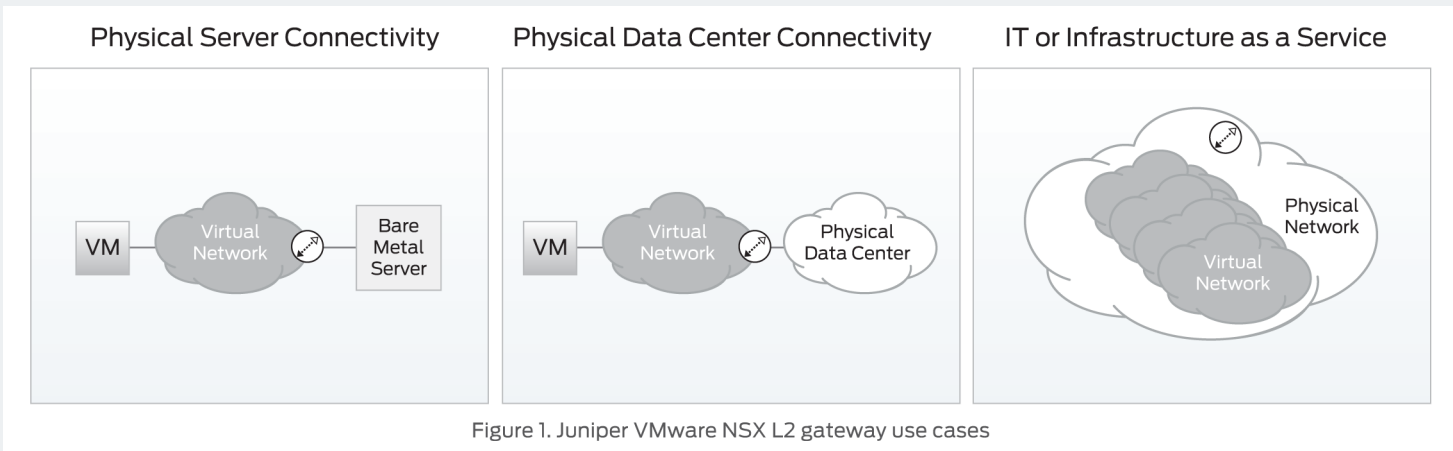 Physical Server Connectivity
Physical Data Center Connectivity
IT or Infrastructure as a Service
VM
Virtual
Network
Bare
Metal
Server
VM
Virtual
Network
Physical
Data Center
Physical
Network
Virtual
Network
Figure 1. Juniper VMware NSX L2 gateway use cases